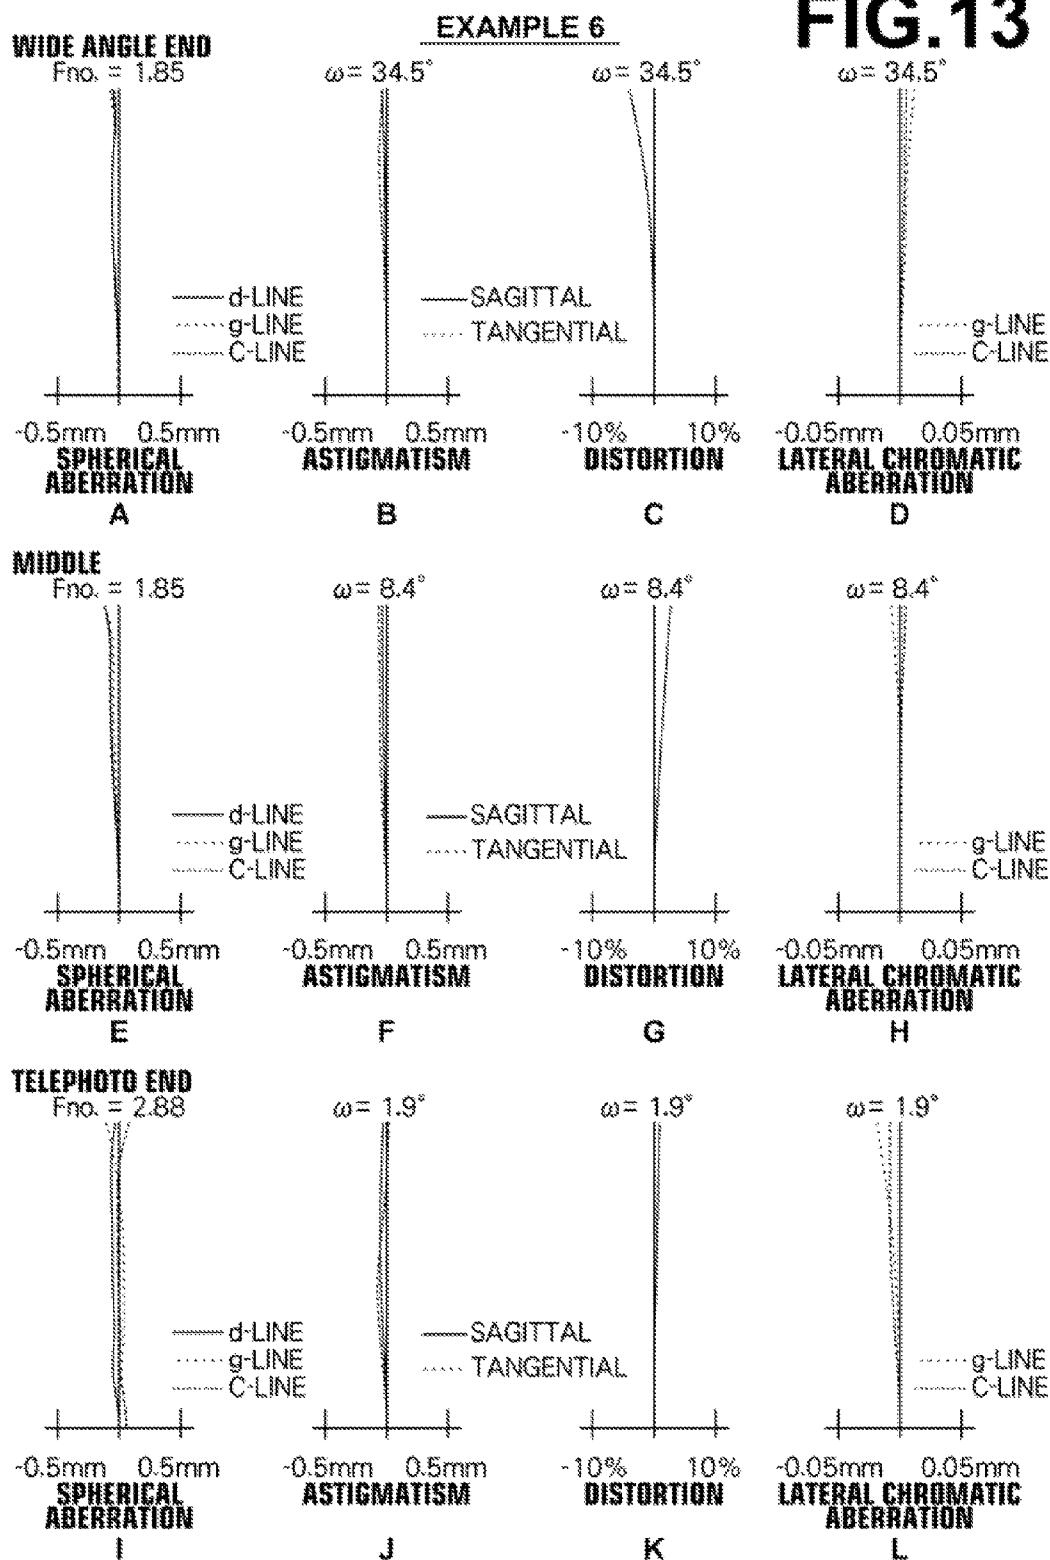 EXAMPLE 6
FIG.13
WIDE ANGLE END
Fno. = 1.85
ω= 34.5°
ω= 34.5°
ω= 34.5°
d-LINE
g-LINE
C-LINE
SAGITTAL
TANGENTIAL
g-LINE
C-LINE
-0.5mm 0.5mm
-0.5mm 0.5mm
-10% 10%
-0.05mm 0.05mm
SPHERICAL
ABERRATION
ASTIGMATISM
DISTORTION
LATERAL CHROMATIC
ABERRATION
A
B
C
D
MIDDLE
Fno. = 1.85
ω= 8.4°
ω= 8.4°
ω= 8.4°
d-LINE
g-LINE
C-LINE
SAGITTAL
TANGENTIAL
g-LINE
C-LINE
-0.5mm 0.5mm
-0.5mm 0.5mm
-10% 10%
-0.05mm 0.05mm
SPHERICAL
ABERRATION
ASTIGMATISM
DISTORTION
LATERAL CHROMATIC
ABERRATION
E
F
G
H
TELEPHOTO END
Fno. = 2.88
ω= 1.9°
ω= 1.9°
ω= 1.9°
d-LINE
g-LINE
C-LINE
SAGITTAL
TANGENTIAL
g-LINE
C-LINE
-0.5mm 0.5mm
-0.5mm 0.5mm
-10% 10%
-0.05mm 0.05mm
SPHERICAL
ABERRATION
ASTIGMATISM
DISTORTION
LATERAL CHROMATIC
ABERRATION
I
J
K
L